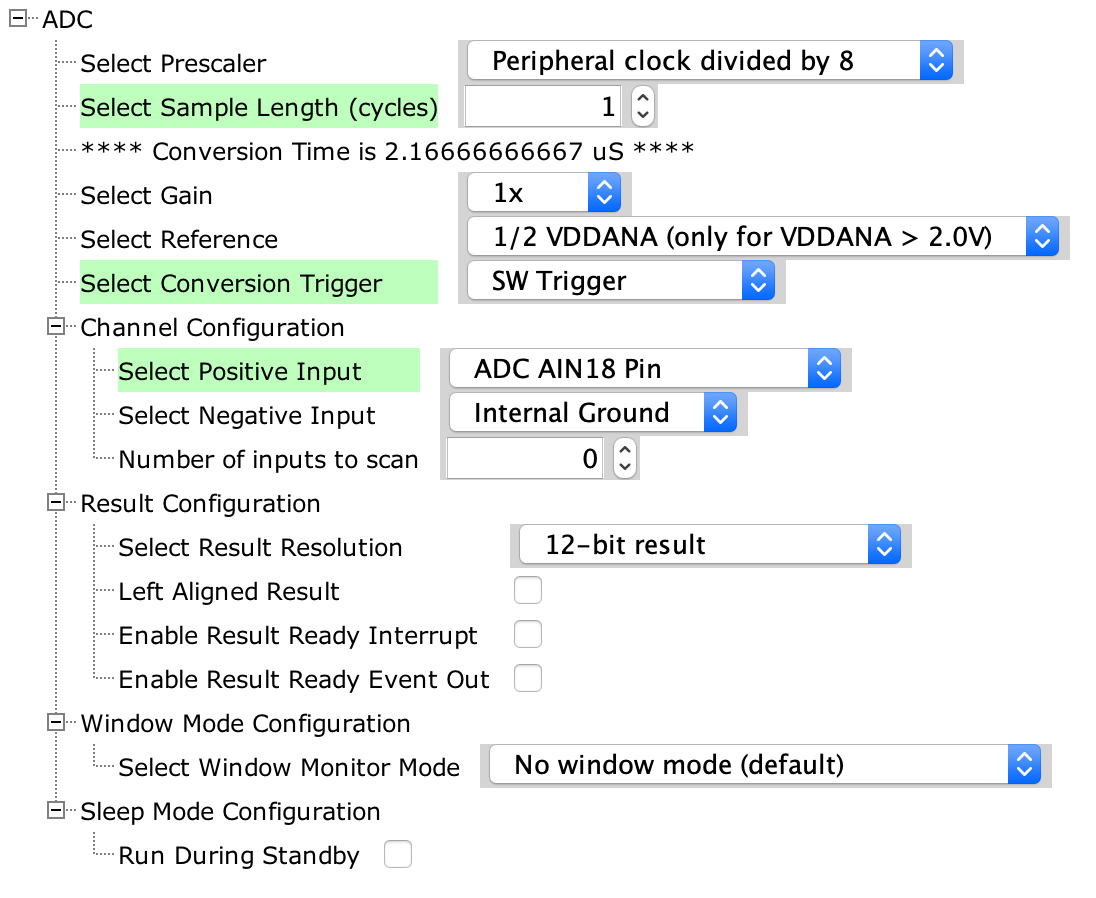 ADC
Select Prescaler Peripheral clock divided by 8
Select Sample Length (cycles) 1
**** Conversion Time is 2.16666666667 uS ****
Select Gain 1x
Select Reference 1/2 VDDANA (only for VDDANA > 2.0V)
Select Conversion Trigger SW Trigger
Channel Configuration
Select Positive Input ADC AIN18 Pin
Select Negative Input Internal Ground
Number of inputs to scan 0
Result Configuration
Select Result Resolution 12-bit result
Left Aligned Result
Enable Result Ready Interrupt
Enable Result Ready Event Out
Window Mode Configuration
Select Window Monitor Mode No window mode (default)
Sleep Mode Configuration
Run During Standby